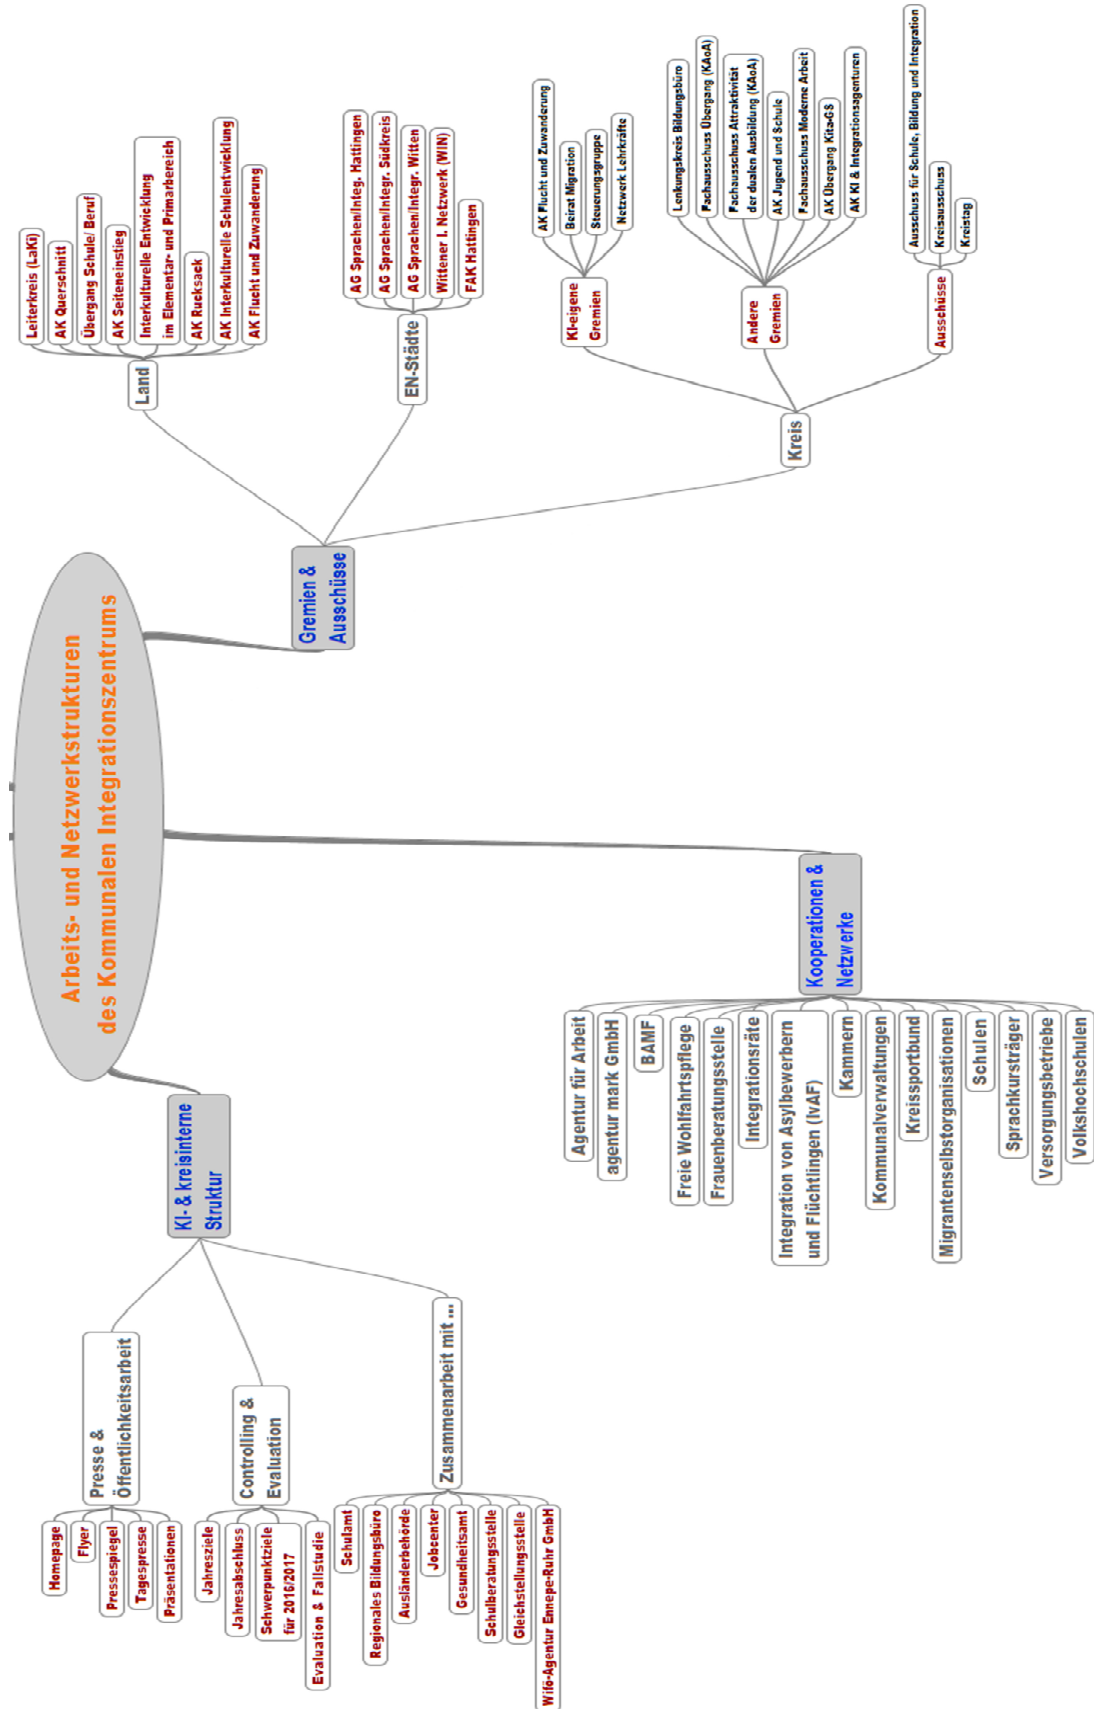 Arbeits- und Netzwerkstrukturen
des Kommunalen Integrationszentrums
KI- & kreisinterne
Struktur
Presse &
Öffentlichkeitsarbeit
Homepage
Flyer
Pressespiegel
Tagespresse
Präsentationen
Controlling &
Evaluation
Jahresziele
Jahresabschluss
Schwerpunktziele
für 2016/2017
Evaluation & Fallstudie
Zusammenarbeit mit ...
Schulamt
Regionales Bildungsbüro
Ausländerbehörde
Jobcenter
Gesundheitsamt
Schulberatungsstelle
Gleichstellungsstelle
Wifö-Agentur Ennepe-Ruhr GmbH
Kooperationen &
Netzwerke
Agentur für Arbeit
agentur mark GmbH
BAMF
Freie Wohlfahrtspflege
Frauenberatungsstelle
Integrationsräte
Integration von Asylbewerbern
und Flüchtlingen (IvAF)
Kammern
Kommunalverwaltungen
Kreissportbund
Migrantenselbstorganisationen
Schulen
Sprachkursträger
Versorgungsbetriebe
Volkshochschulen
Gremien &
Ausschüsse
Land
Leiterkreis (LaKi)
AK Querschnitt
Übergang Schule/ Beruf
AK Seiteneinstieg
Interkulturelle Entwicklung
im Elementar- und Primarbereich
AK Rucksack
AK Interkulturelle Schulentwicklung
AK Flucht und Zuwanderung
EN-Städte
AG Sprachen/Integ. Hattingen
AG Sprachen/Integr. Südkreis
AG Sprachen/Integr. Witten
Wittener I. Netzwerk (WIN)
FAK Hattingen
Kreis
KI-eigene
Gremien
AK Flucht und Zuwanderung
Beirat Migration
Steuerungsgruppe
Netzwerk Lehrkräfte
Andere
Gremien
Lenkungskreis Bildungsbüro
Fachausschuss Übergang (KAoA)
Fachausschuss Attraktivität
der dualen Ausbildung (KAoA)
AK Jugend und Schule
Fachausschuss Moderne Arbeit
AK Übergang Kita-GS
AK KI & Integrationsagenturen
Ausschüsse
Ausschuss für Schule, Bildung und Integration
Kreisausschuss
Kreistag